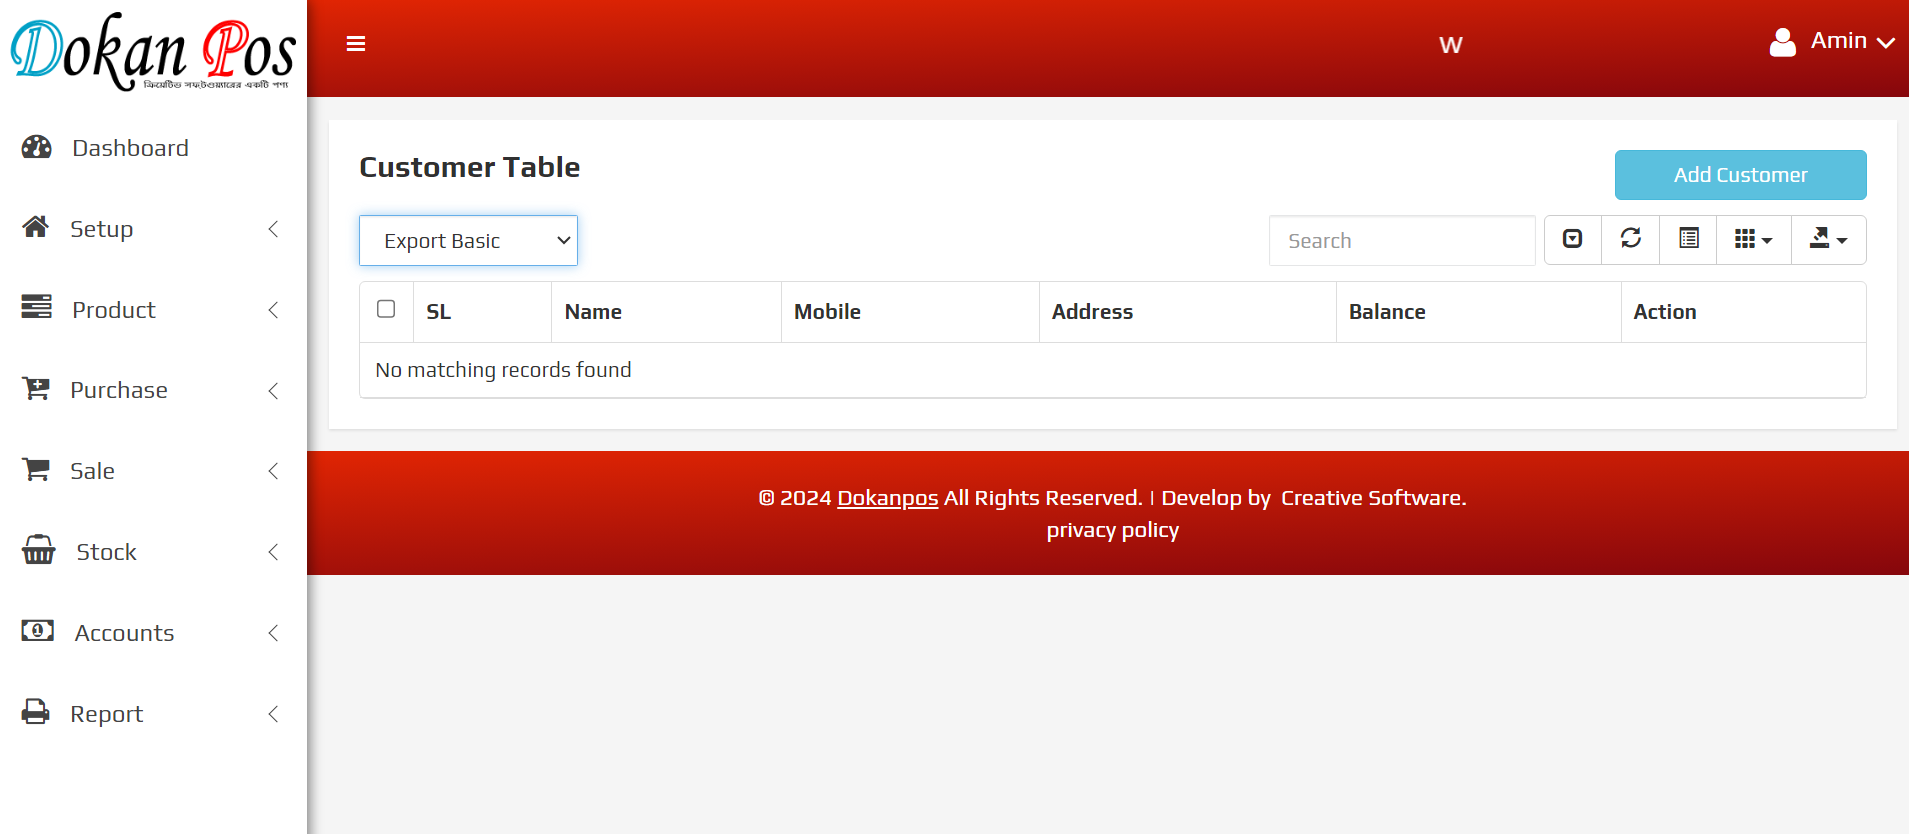 Dokan Pos
ক্রিয়েটিভ সফ্টওয়্যারের একটি পণ্য
W
Amin
Dashboard
Setup
Product
Purchase
Sale
Stock
Accounts
Report
Customer Table
Add Customer
Export Basic
Search
SL Name Mobile Address Balance Action
No matching records found
© 2024 Dokanpos All Rights Reserved. | Develop by Creative Software.
privacy policy